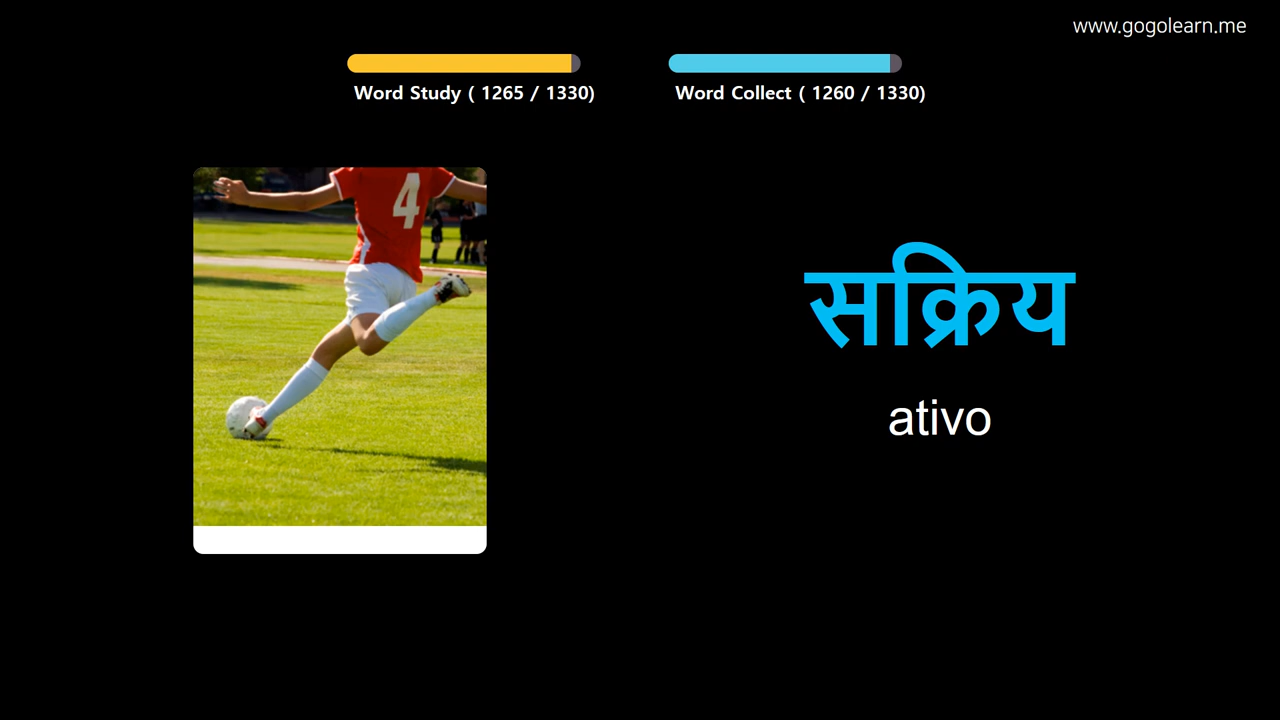 www.gogolearn.me
Word Study ( 1265 / 1330)
Word Collect ( 1260 / 1330)
4
सक्रिय
ativo